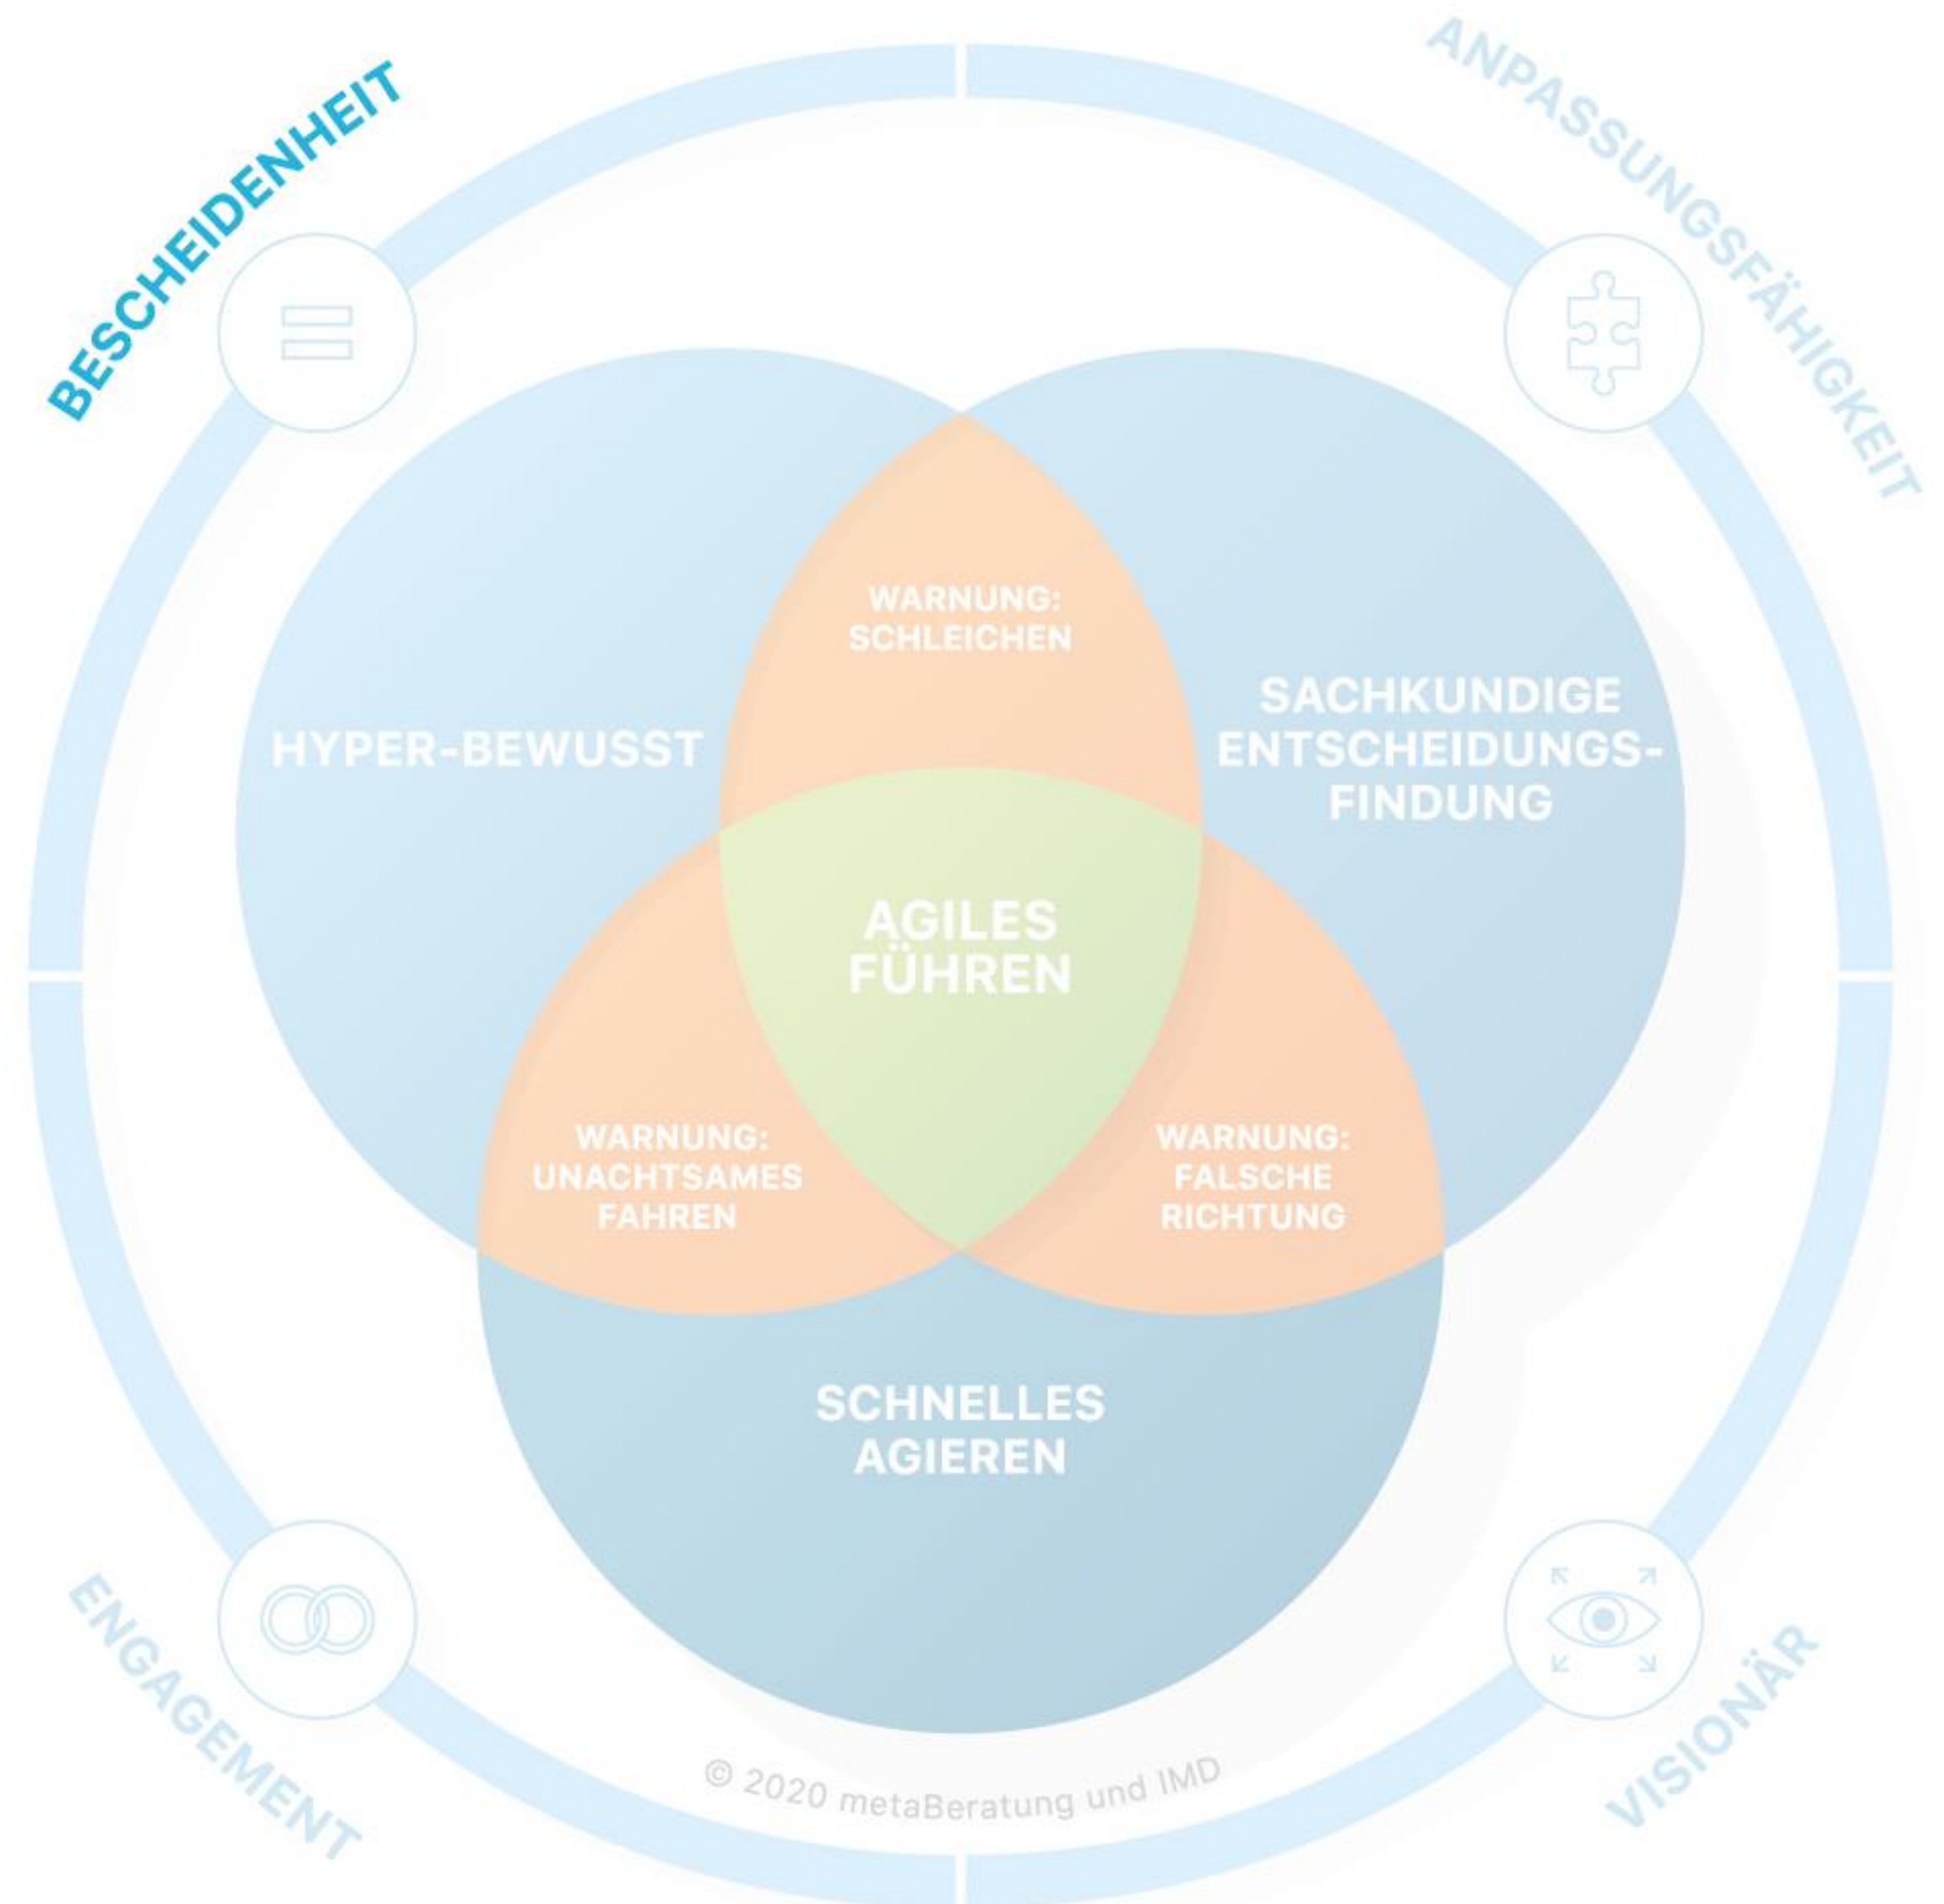 BESCHEIDENHEIT
ANPASSUNGSFÄHIGKEIT
WARNUNG:
SCHLEICHEN
HYPER-BEWUSST
SACHKUNDIGE
ENTSCHEIDUNGS-
FINDUNG
AGILES
FÜHREN
WARNUNG:
UNACHTSAMES
FAHREN
WARNUNG:
FALSCHE
RICHTUNG
SCHNELLES
AGIEREN
ENGAGEMENT
VISIONÄR
© 2020 metaBeratung und IMD